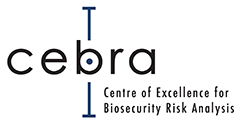 cebra
Centre of Excellence for
Biosecurity Risk Analysis